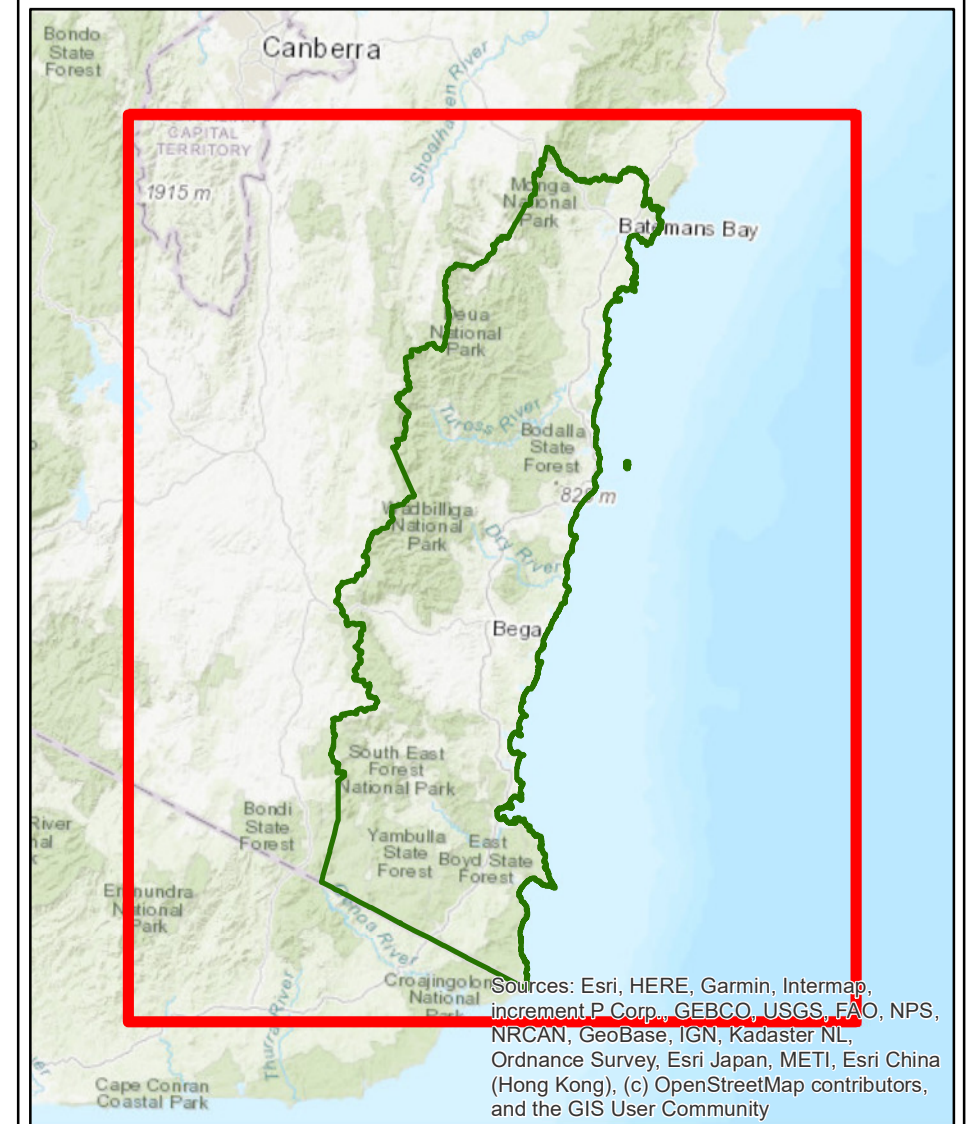 Bondo
State
Forest
Canberra
Shoalhaven River
CAPITAL
TERRITORY
1915 m
Monga
National
Park
Batemans Bay
Deua
National
Park
Tuross River
Bodalla
State
Forest
829 m
Wadbilliga
National
Park
Dry River
Bega
South East
Forest
National Park
Bondi
State
Forest
River
nal
k
Yambulla
State
Forest
East
Boyd State
Forest
Errinundra
National
Park
Genoa River
Croajingolon
National
Park
Thurra River
er
Cape Conran
Coastal Park
Sources: Esri, HERE, Garmin, Intermap,
increment P Corp., GEBCO, USGS, FAO, NPS,
NRCAN, GeoBase, IGN, Kadaster NL,
Ordnance Survey, Esri Japan, METI, Esri China
(Hong Kong), (c) OpenStreetMap contributors,
and the GIS User Community